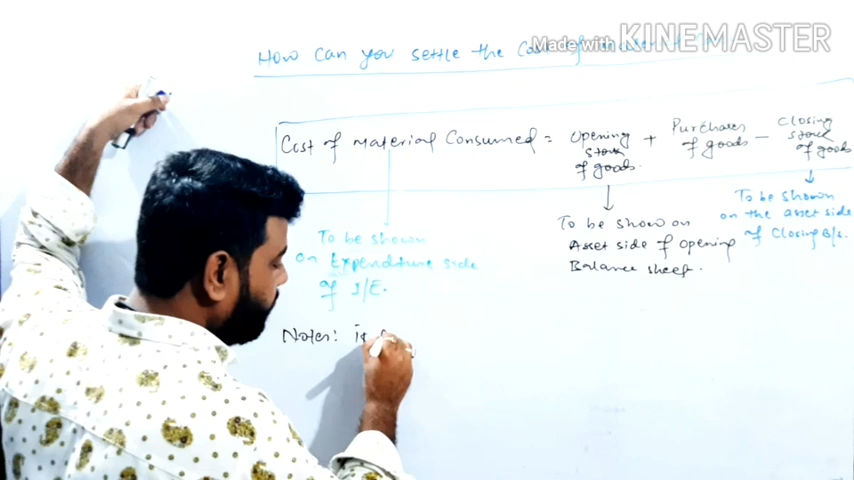 How can you settle the Cost of
Made with KINEMASTER
Cost of Material Consumed = Opening stock of goods. + Purchases of goods - Closing stock of goods
To be shown
on Expenditure side
of I/E.
To be show on
Asset side of opening
Balance sheet.
To be shown
on the asset side
of Closing B/s.
Notes: